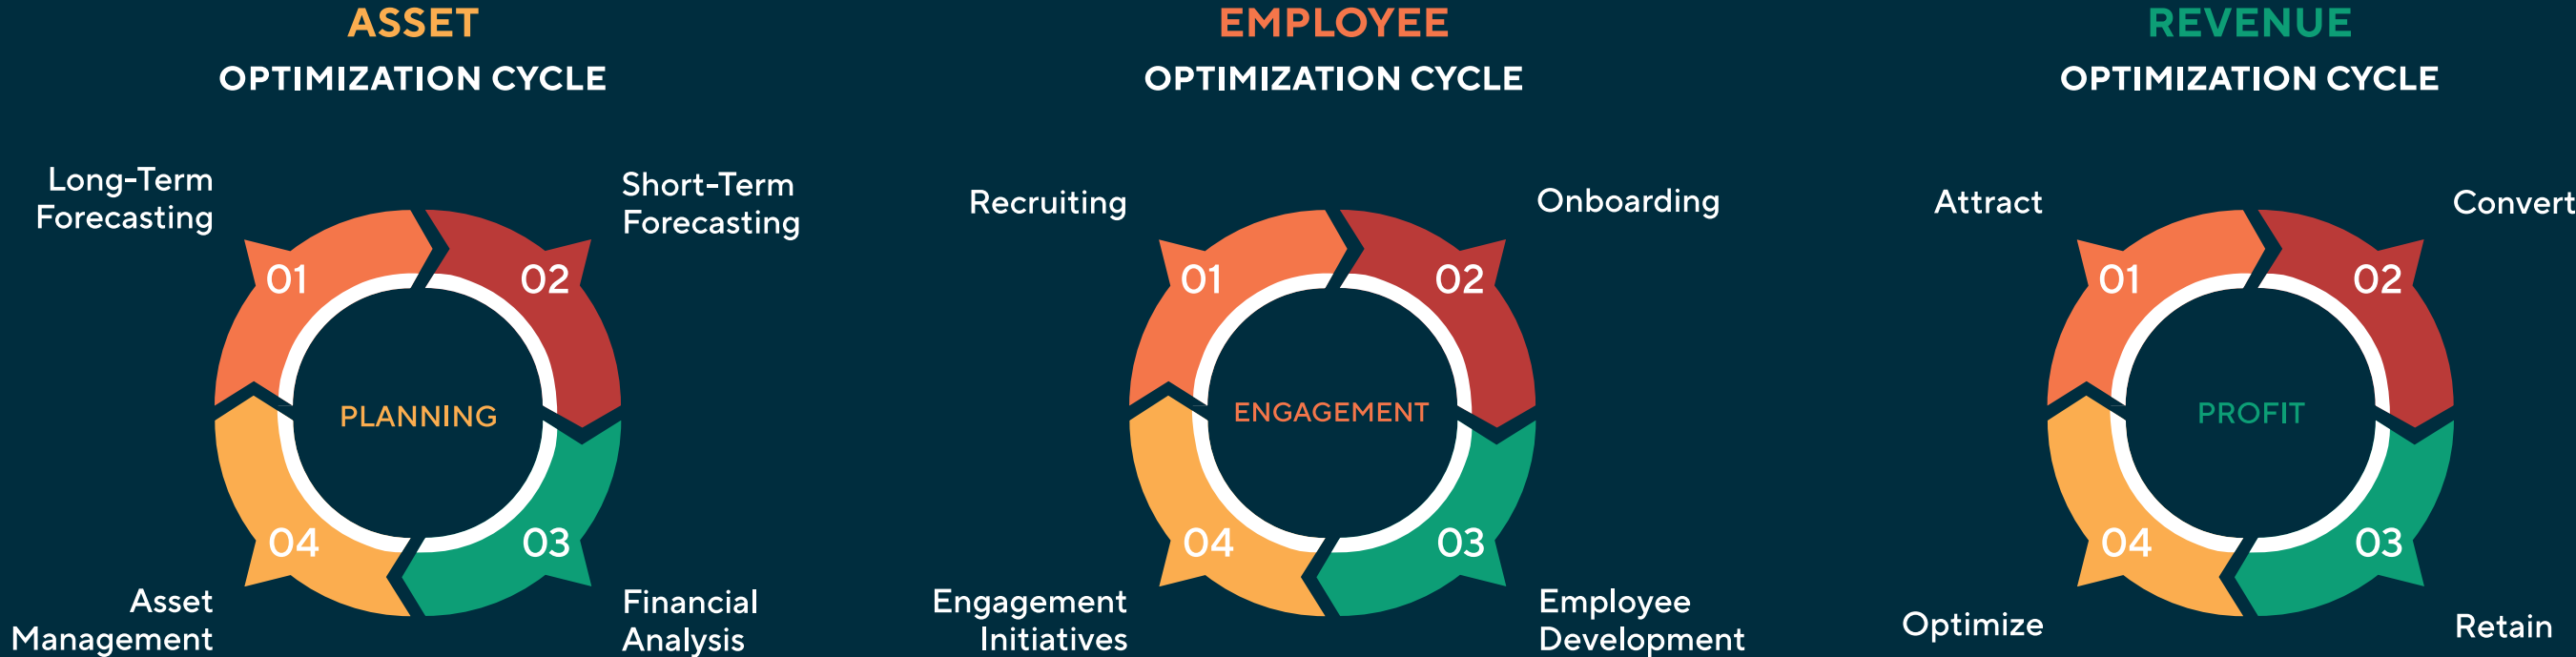 ASSET
OPTIMIZATION CYCLE
Long-Term
Forecasting
Short-Term
Forecasting
01
02
PLANNING
04
03
Asset
Management
Financial
Analysis
EMPLOYEE
OPTIMIZATION CYCLE
Recruiting
Onboarding
01
02
ENGAGEMENT
04
03
Engagement
Initiatives
Employee
Development
REVENUE
OPTIMIZATION CYCLE
Attract
Convert
01
02
PROFIT
04
03
Optimize
Retain